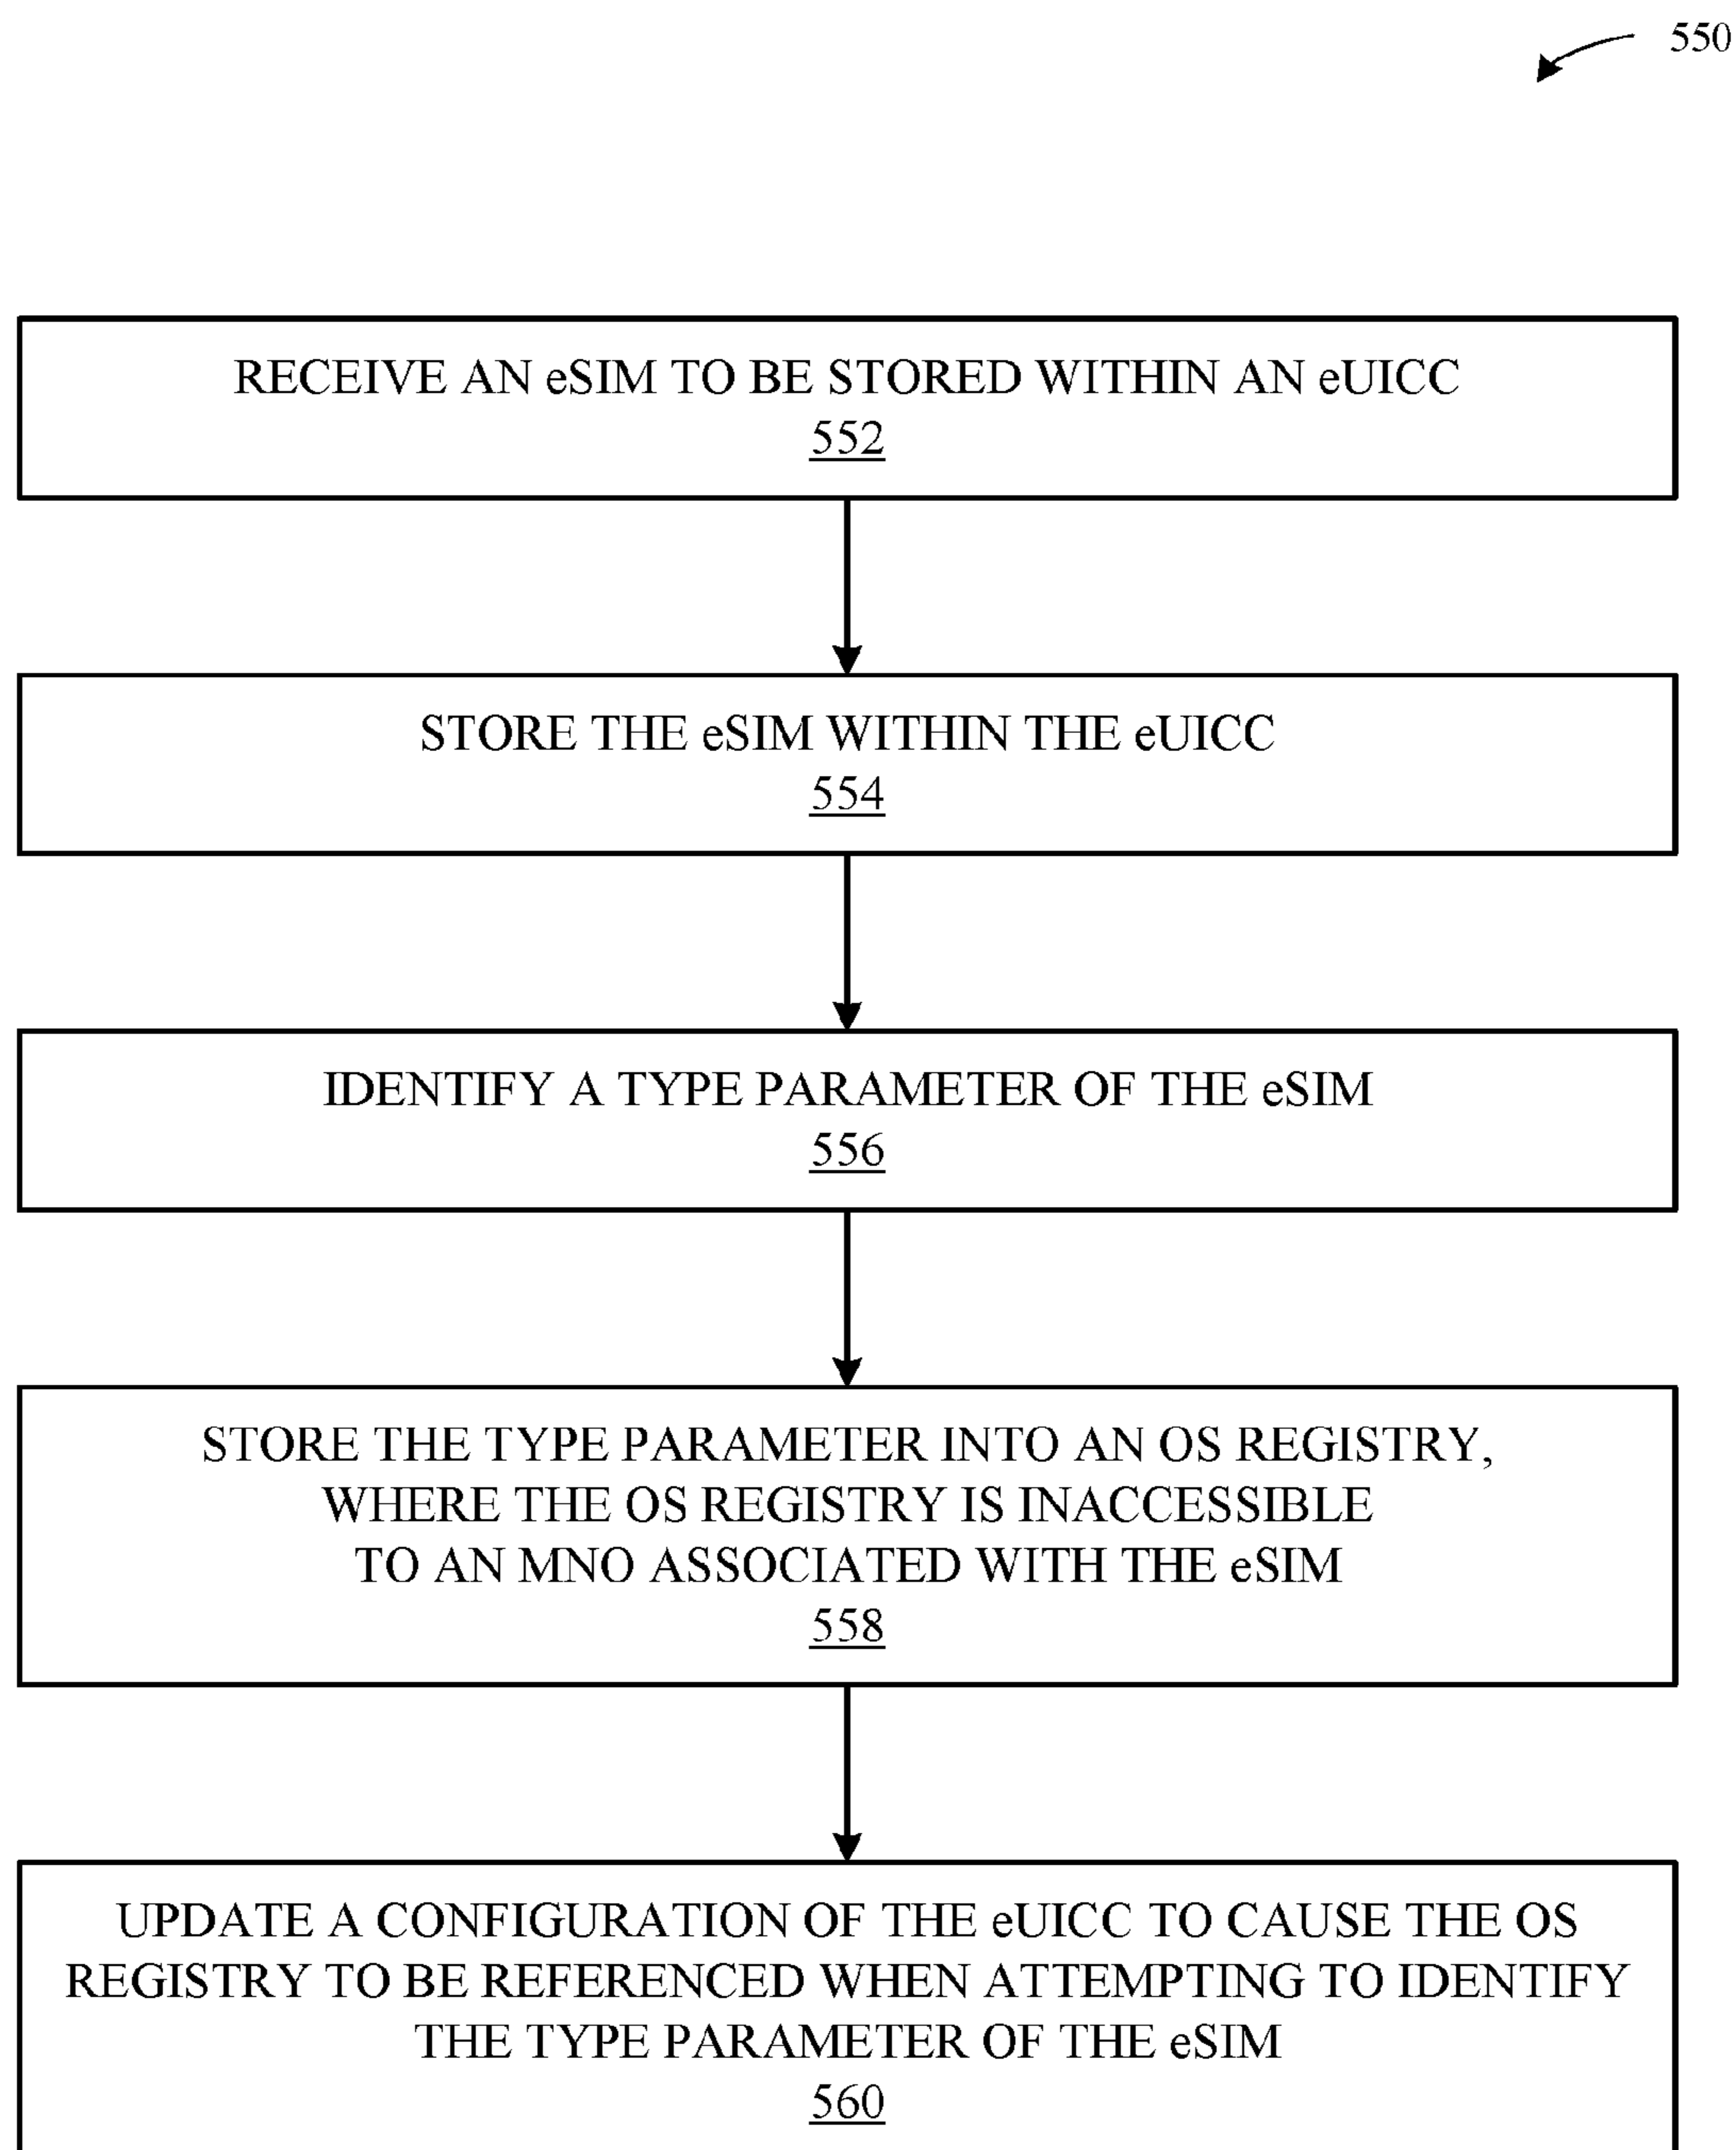 550
RECEIVE AN eSIM TO BE STORED WITHIN AN eUICC
552
STORE THE eSIM WITHIN THE eUICC
554
IDENTIFY A TYPE PARAMETER OF THE eSIM
556
STORE THE TYPE PARAMETER INTO AN OS REGISTRY,
WHERE THE OS REGISTRY IS INACCESSIBLE
TO AN MNO ASSOCIATED WITH THE eSIM
558
UPDATE A CONFIGURATION OF THE eUICC TO CAUSE THE OS
REGISTRY TO BE REFERENCED WHEN ATTEMPTING TO IDENTIFY
THE TYPE PARAMETER OF THE eSIM
560